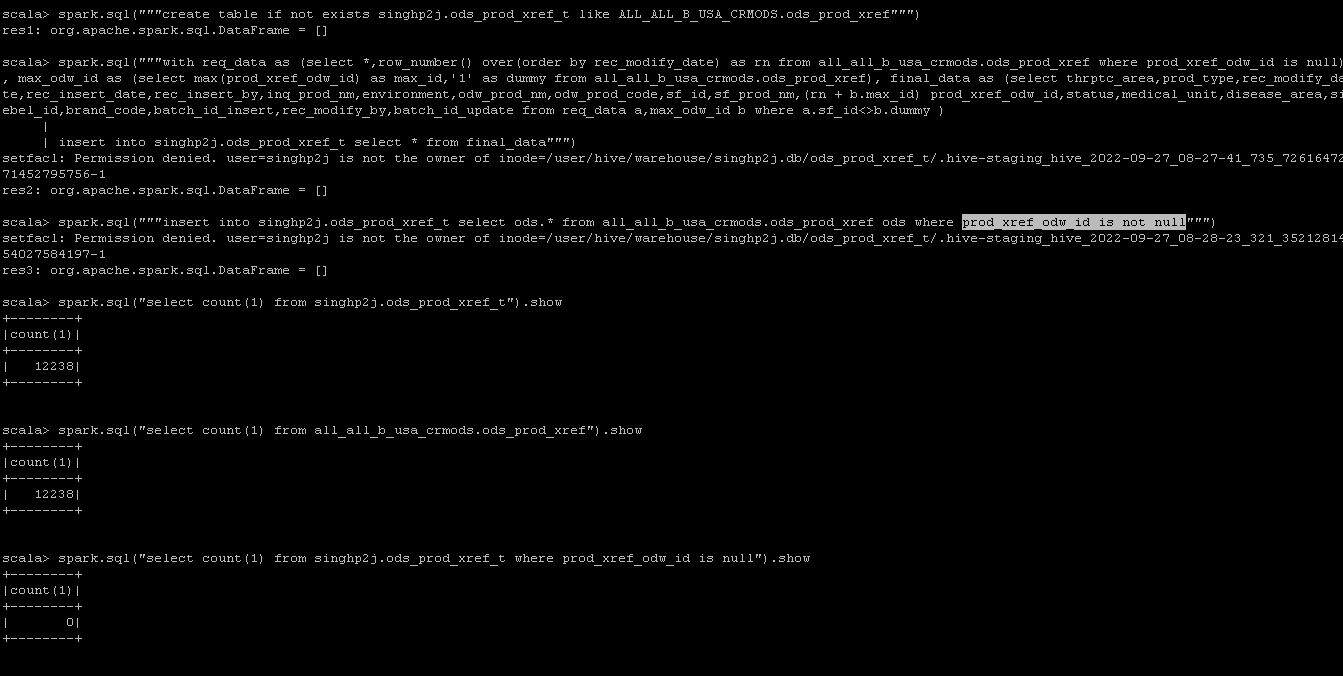 scala> spark.sql("""create table if not exists singhp2j.ods_prod_xref_t like ALL_ALL_B_USA_CRMODS.ods_prod_xref""")
res1: org.apache.spark.sql.DataFrame = []
scala> spark.sql("""with req_data as (select *,row_number() over(order by rec_modify_date) as rn from all_all_b_usa_crmods.ods_prod_xref where prod_xref_odw_id is null)
, max_odw_id as (select max(prod_xref_odw_id) as max_id,'1' as dummy from all_all_b_usa_crmods.ods_prod_xref), final_data as (select thrptc_area,prod_type,rec_modify_da
te,rec_insert_date,rec_insert_by,inq_prod_nm,environment,odw_prod_nm,odw_prod_code,sf_id,sf_prod_nm,(rn + b.max_id) prod_xref_odw_id,status,medical_unit,disease_area,si
ebel_id,brand_code,batch_id_insert,rec_modify_by,batch_id_update from req_data a,max_odw_id b where a.sf_id<>b.dummy )
|
| insert into singhp2j.ods_prod_xref_t select * from final_data""")
setfacl: Permission denied. user=singhp2j is not the owner of inode=/user/hive/warehouse/singhp2j.db/ods_prod_xref_t/.hive-staging_hive_2022-09-27_08-27-41_735_72616472
71452795756-1
res2: org.apache.spark.sql.DataFrame = []
scala> spark.sql("""insert into singhp2j.ods_prod_xref_t select ods.* from all_all_b_usa_crmods.ods_prod_xref ods where prod_xref_odw_id is not null""")
setfacl: Permission denied. user=singhp2j is not the owner of inode=/user/hive/warehouse/singhp2j.db/ods_prod_xref_t/.hive-staging_hive_2022-09-27_08-28-23_321_35212814
54027584197-1
res3: org.apache.spark.sql.DataFrame = []
scala> spark.sql("select count(1) from singhp2j.ods_prod_xref_t").show
+--------+
|count(1)|
+--------+
|   12238|
+--------+
scala> spark.sql("select count(1) from all_all_b_usa_crmods.ods_prod_xref").show
+--------+
|count(1)|
+--------+
|   12238|
+--------+
scala> spark.sql("select count(1) from singhp2j.ods_prod_xref_t where prod_xref_odw_id is null").show
+--------+
|count(1)|
+--------+
|       0|
+--------+